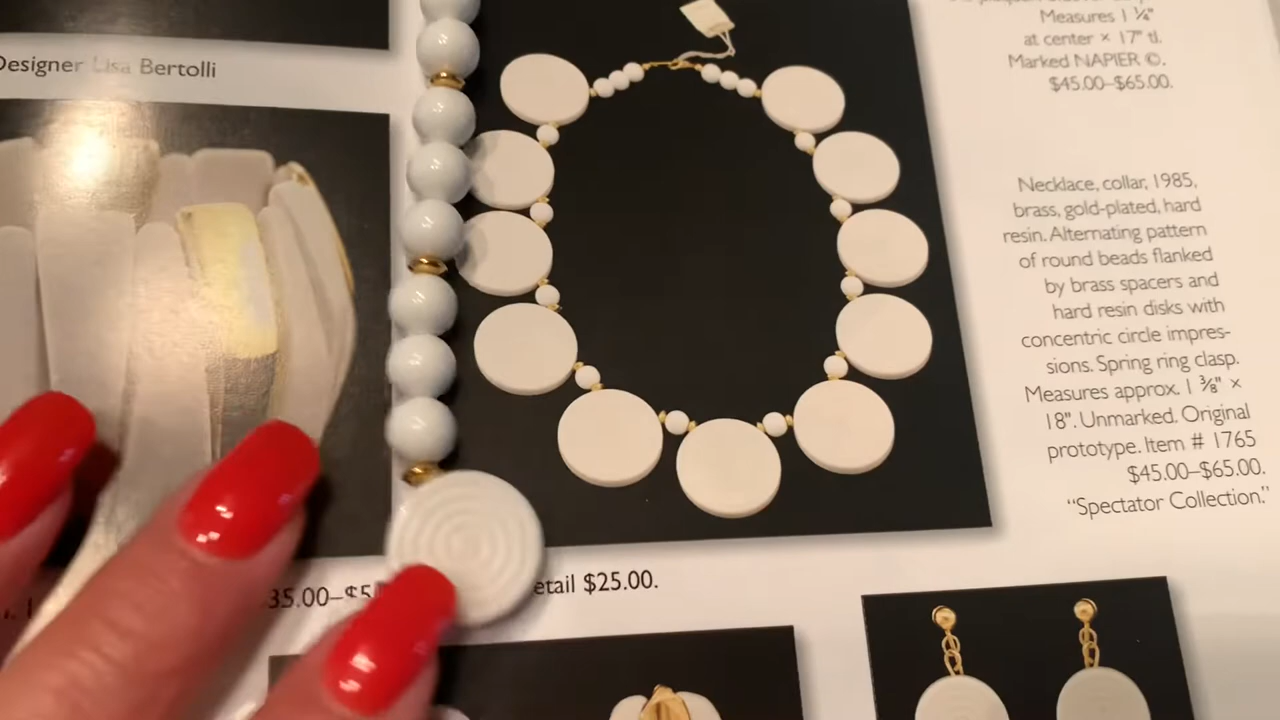 Measures 1 ¼"
at center × 17" tl.
Marked NAPIER ©.
$45.00–$65.00.
Designer Lisa Bertolli
Necklace, collar, 1985,
brass, gold-plated, hard
resin. Alternating pattern
of round beads flanked
by brass spacers and
hard resin disks with
concentric circle impres-
sions. Spring ring clasp.
Measures approx. 1 ⅜" ×
18". Unmarked. Original
prototype. Item # 1765
$45.00–$65.00.
"Spectator Collection."
etail $25.00.